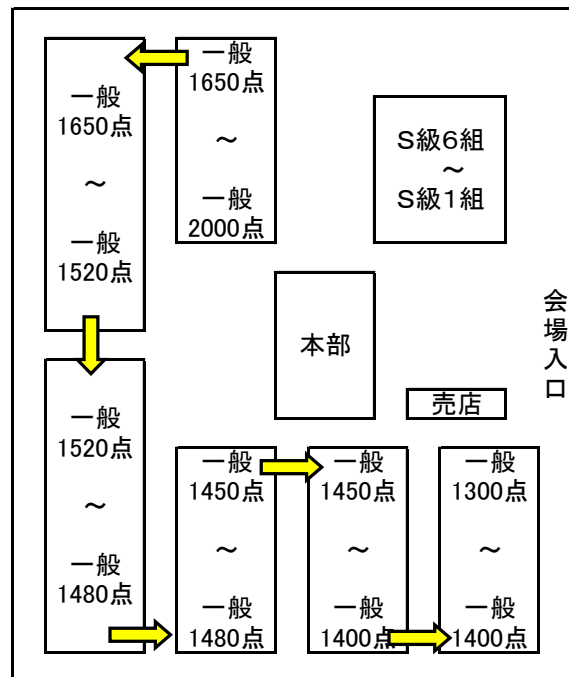 一般
1650点
～
一般
1520点
一般
1650点
～
一般
2000点
Ｓ級６組
～
Ｓ級１組
本部
売店
会場入口
一般
1520点
～
一般
1480点
一般
1450点
～
一般
1480点
一般
1450点
～
一般
1400点
一般
1300点
～
一般
1400点